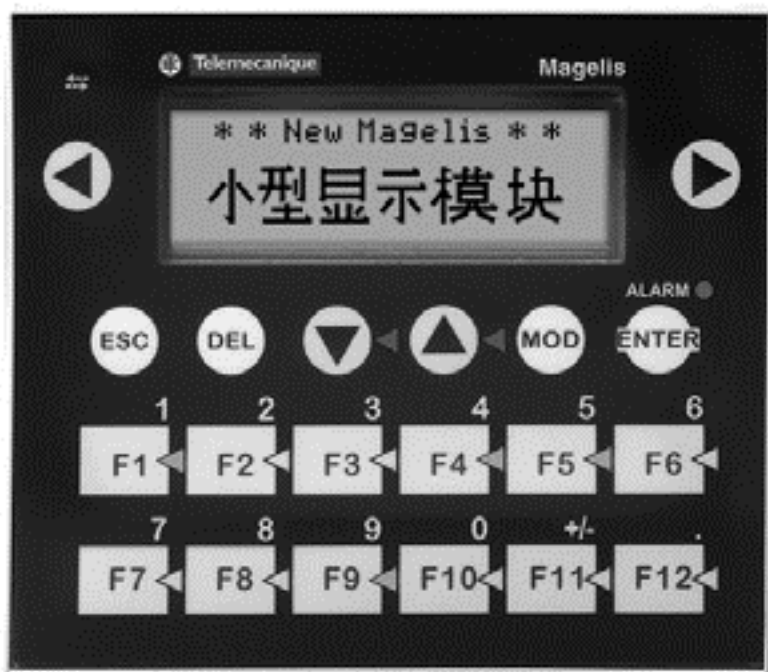 Telemecanique Magelis
* * New Magelis * *
小型显示模块
ALARM
ESC DEL MOD ENTER
1 2 3 4 5 6
F1 F2 F3 F4 F5 F6
7 8 9 0 +/- .
F7 F8 F9 F10 F11 F12